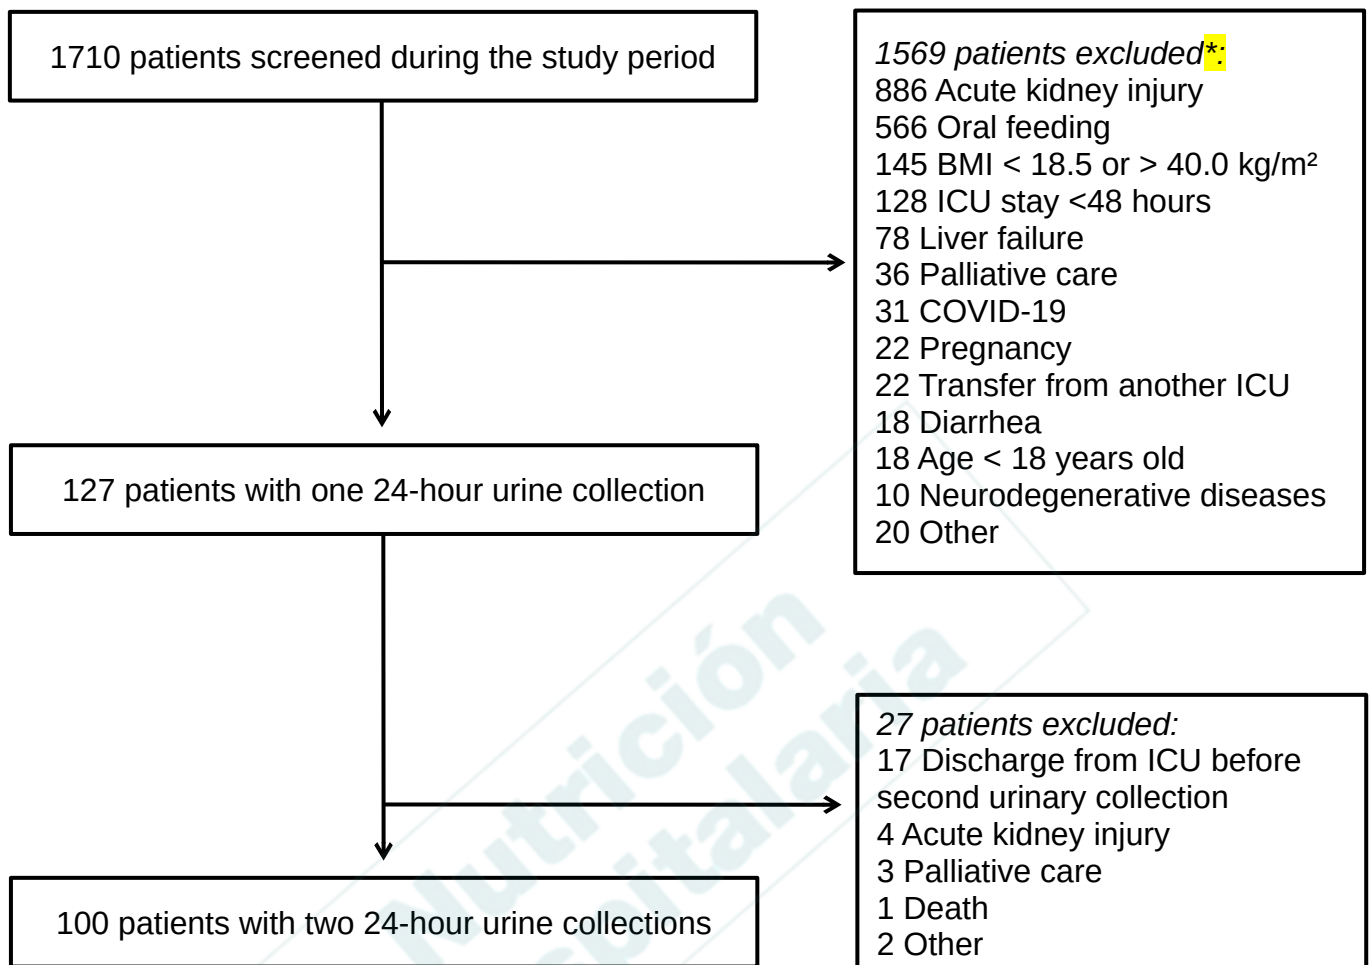 1710 patients screened during the study period
1569 patients excluded*:
886 Acute kidney injury
566 Oral feeding
145 BMI < 18.5 or > 40.0 kg/m²
128 ICU stay <48 hours
78 Liver failure
36 Palliative care
31 COVID-19
22 Pregnancy
22 Transfer from another ICU
18 Diarrhea
18 Age < 18 years old
10 Neurodegenerative diseases
20 Other
127 patients with one 24-hour urine collection
27 patients excluded:
17 Discharge from ICU before
second urinary collection
4 Acute kidney injury
3 Palliative care
1 Death
2 Other
100 patients with two 24-hour urine collections
Nutrición